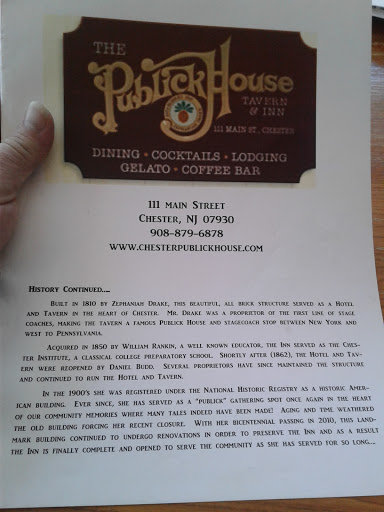 THE
Publick House
TAVERN
& INN
111 MAIN ST., CHESTER
DINING • COCKTAILS • LODGING
GELATO • COFFEE BAR
111 MAIN STREET
CHESTER, NJ 07930
908-879-6878
WWW.CHESTERPUBLICKHOUSE.COM
HISTORY CONTINUED....
BUILT IN 1810 BY ZEPHANIAH DRAKE, THIS BEAUTIFUL, ALL BRICK STRUCTURE SERVED AS A HOTEL
AND TAVERN IN THE HEART OF CHESTER. MR. DRAKE WAS A PROPRIETOR OF THE FIRST LINE OF STAGE
COACHES, MAKING THE TAVERN A FAMOUS PUBLICK HOUSE AND STAGECOACH STOP BETWEEN NEW YORK AND
WEST TO PENNSYLVANIA.
ACQUIRED IN 1850 BY WILLIAM RANKIN, A WELL KNOWN EDUCATOR, THE INN SERVED AS THE CHES-
TER INSTITUTE, A CLASSICAL COLLEGE PREPARATORY SCHOOL. SHORTLY AFTER (1862), THE HOTEL AND TAV-
ERN WERE REOPENED BY DANIEL BUDD. SEVERAL PROPRIETORS HAVE SINCE MAINTAINED THE STRUCTURE
AND CONTINUED TO RUN THE HOTEL AND TAVERN.
IN THE 1900'S SHE WAS REGISTERED UNDER THE NATIONAL HISTORIC REGISTRY AS A HISTORIC AMER-
ICAN BUILDING. EVER SINCE, SHE HAS SERVED AS A "PUBLICK" GATHERING SPOT ONCE AGAIN IN THE HEART
OF OUR COMMUNITY MEMORIES WHERE MANY TALES INDEED HAVE BEEN MADE! AGING AND TIME WEATHERED
THE OLD BUILDING FORCING HER RECENT CLOSURE. WITH HER BICENTENNIAL PASSING IN 2010, THIS LAND-
MARK BUILDING CONTINUED TO UNDERGO RENOVATIONS IN ORDER TO PRESERVE THE INN AND AS A RESULT
THE INN IS FINALLY COMPLETE AND OPENED TO SERVE THE COMMUNITY AS SHE HAS SERVED FOR SO LONG....